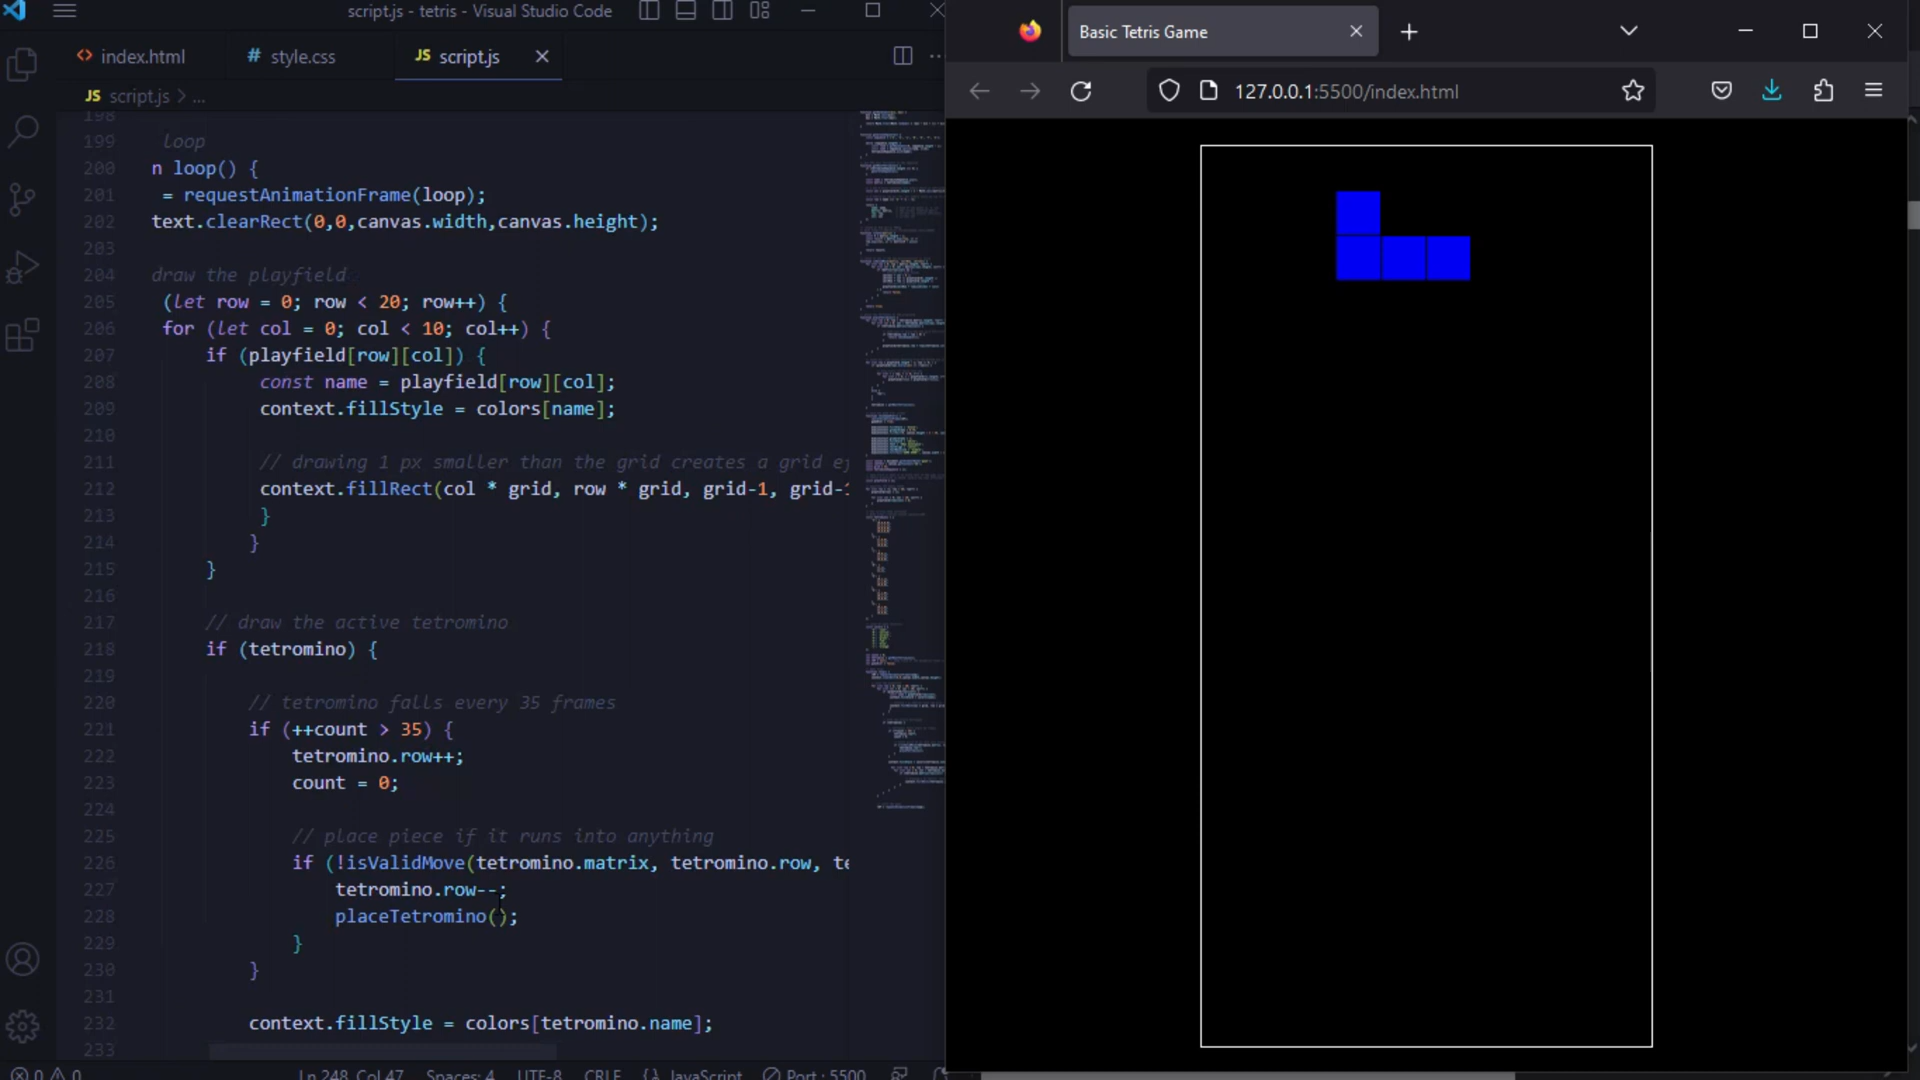 script.js - tetris - Visual Studio Code
index.html
style.css
JS script.js
JS script.js > ...
198
199 loop
200 n loop() {
201 = requestAnimationFrame(loop);
202 text.clearRect(0,0,canvas.width,canvas.height);
203
204 draw the playfield
205 (let row = 0; row < 20; row++) {
206 for (let col = 0; col < 10; col++) {
207 if (playfield[row][col]) {
208 const name = playfield[row][col];
209 context.fillStyle = colors[name];
210
211 // drawing 1 px smaller than the grid creates a grid ef
212 context.fillRect(col * grid, row * grid, grid-1, grid-1
213 }
214 }
215 }
216
217 // draw the active tetromino
218 if (tetromino) {
219
220 // tetromino falls every 35 frames
221 if (++count > 35) {
222 tetromino.row++;
223 count = 0;
224
225 // place piece if it runs into anything
226 if (!isValidMove(tetromino.matrix, tetromino.row, te
227 tetromino.row--;
228 placeTetromino();
229 }
230 }
231
232 context.fillStyle = colors[tetromino.name];
233
0 0 Ln 248, Col 47 Spaces: 4 UTF-8 CRLF {} JavaScript Port : 5500
Basic Tetris Game
127.0.0.1:5500/index.html